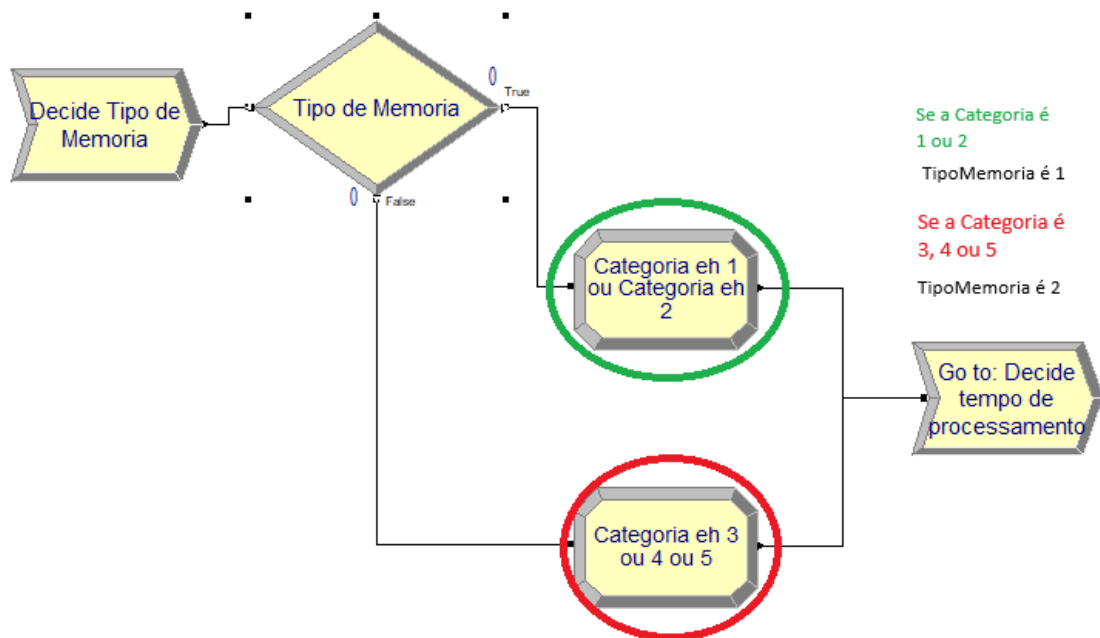 Decide Tipo de
Memoria
Tipo de Memoria
0
True
0
False
Categoria eh 1
ou Categoria eh
2
Categoria eh 3
ou 4 ou 5
Se a Categoria é
1 ou 2
TipoMemoria é 1
Se a Categoria é
3, 4 ou 5
TipoMemoria é 2
Go to: Decide
tempo de
processamento